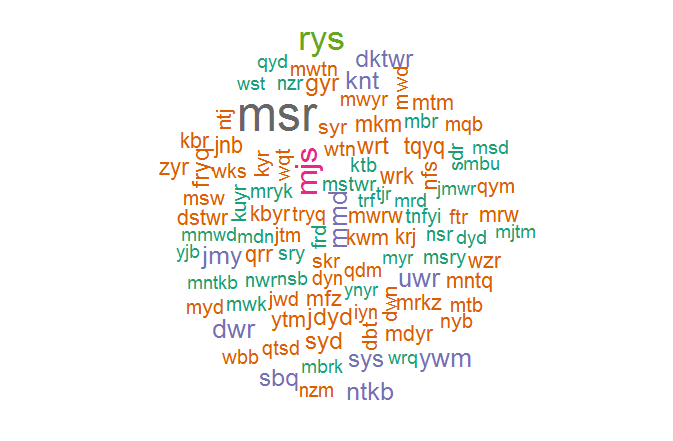 rys
qyd mwtn dktwr
wst nzr gyr knt mwd
mwyr mtm
ntj msr syr mkm mbr mqb
kbr jnb wtn wrt tqyq sdr msd
zyr fryq wks kyr wqt mjs ktb wrk nfs smbu
msw kuyr mryk mstwr trf tjr mrd jmwr qym
dstwr kbyr tryq mmd mwrw tnfyi ftr mrw
mmwd mdn jtm frd kwm krj nsr dyd mjtm
yjb jmy qrr sry skr myr msry wzr
mntkb nwr nsb dyn qdm ynyr uwr mntq
myd mwk jwd mfz iyn dwn mrkz mtb
dwr ytm jdyd dbt mdyr nyb
wbb qtsd syd sys wrq ywm
sbq mbrk
nzm ntkb